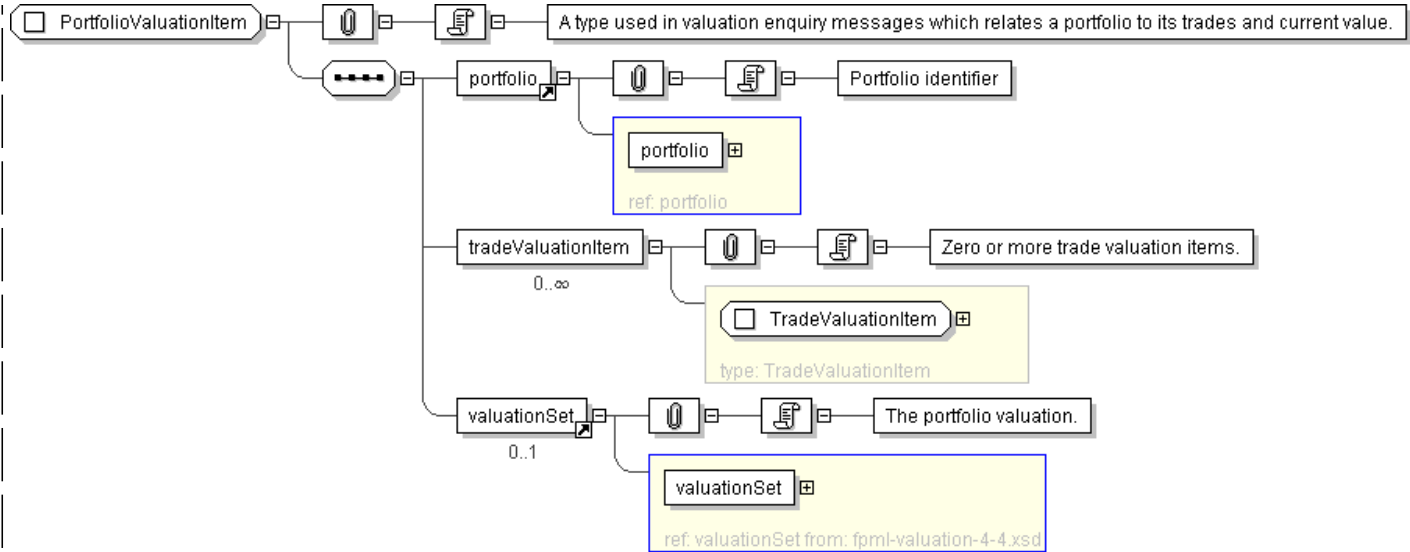 PortfolioValuationItem
A type used in valuation enquiry messages which relates a portfolio to its trades and current value.
portfolio
Portfolio identifier
portfolio
ref: portfolio
tradeValuationItem
Zero or more trade valuation items.
0..∞
TradeValuationItem
type: TradeValuationItem
valuationSet
The portfolio valuation.
0..1
valuationSet
ref: valuationSet from: fpml-valuation-4-4.xsd